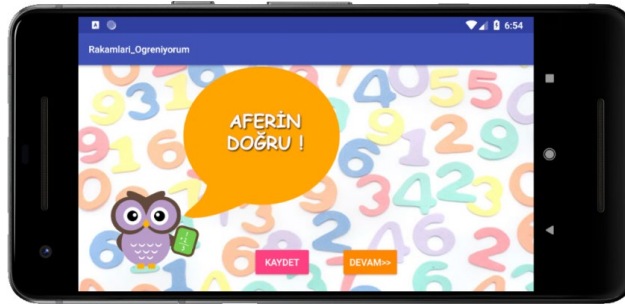 6:54
Rakamlari_Ogreniyorum
AFERİN
DOĞRU !
KAYDET
DEVAM>>